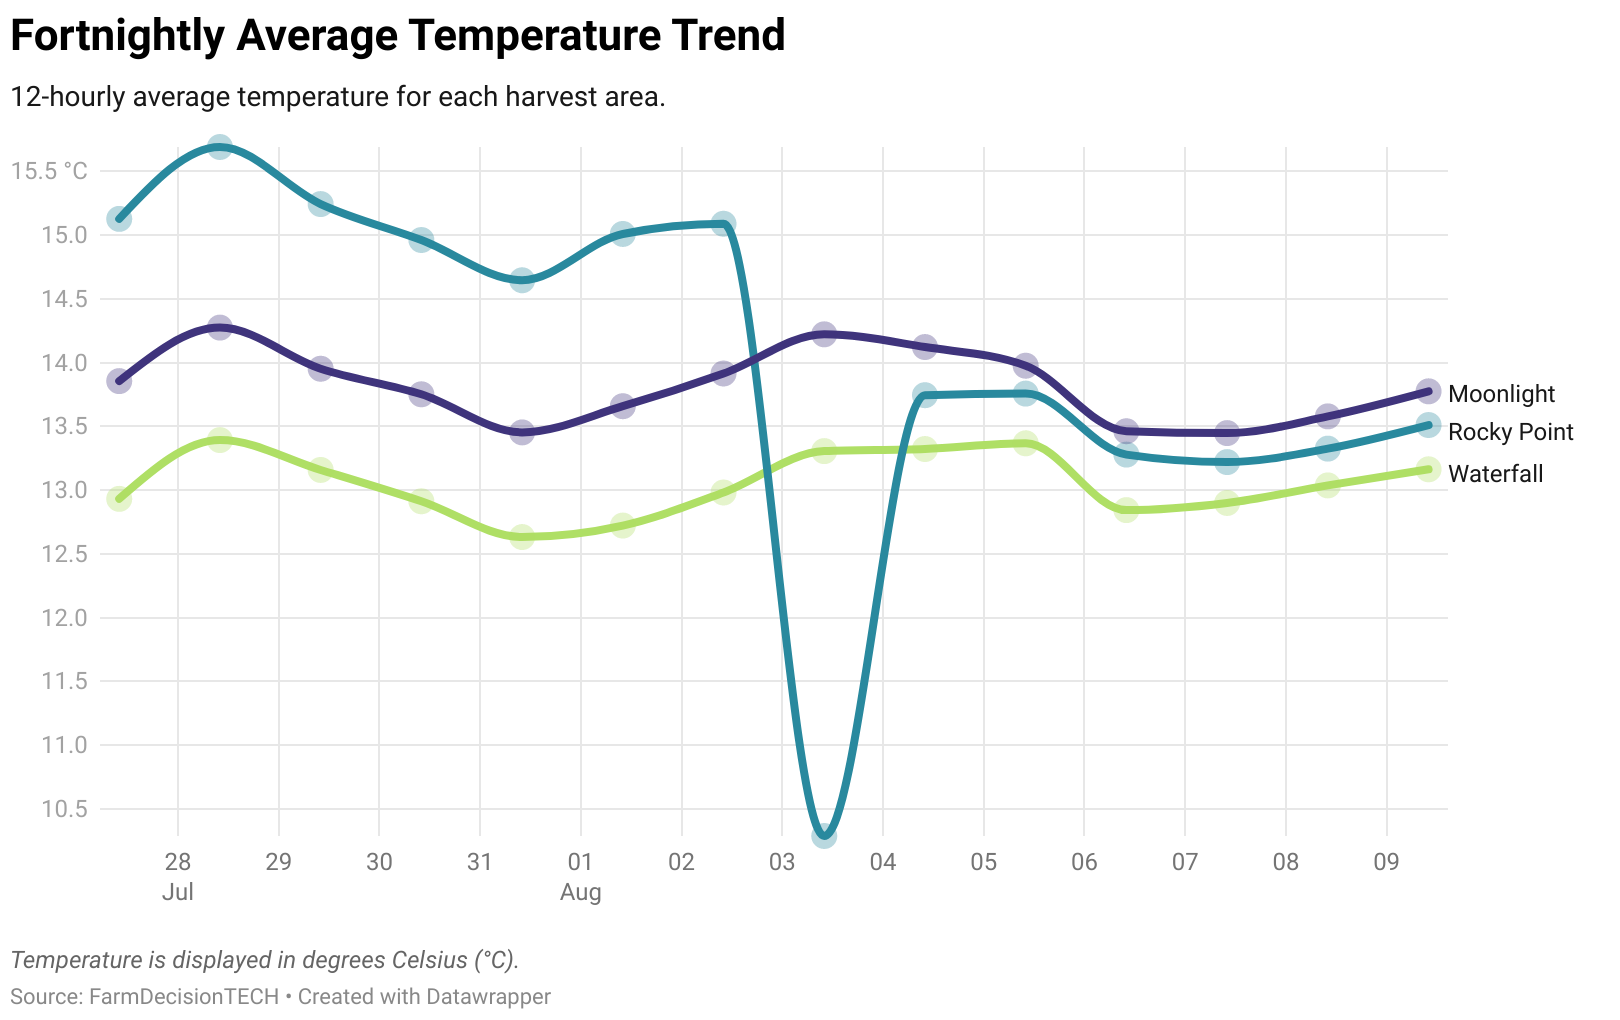 Fortnightly Average Temperature Trend
12-hourly average temperature for each harvest area.
15.5 °C
15.0
14.5
14.0
13.5
13.0
12.5
12.0
11.5
11.0
10.5
Moonlight
Rocky Point
Waterfall
28 29 30 31 01 02 03 04 05 06 07 08 09
Jul Aug
Temperature is displayed in degrees Celsius (°C).
Source: FarmDecisionTECH • Created with Datawrapper